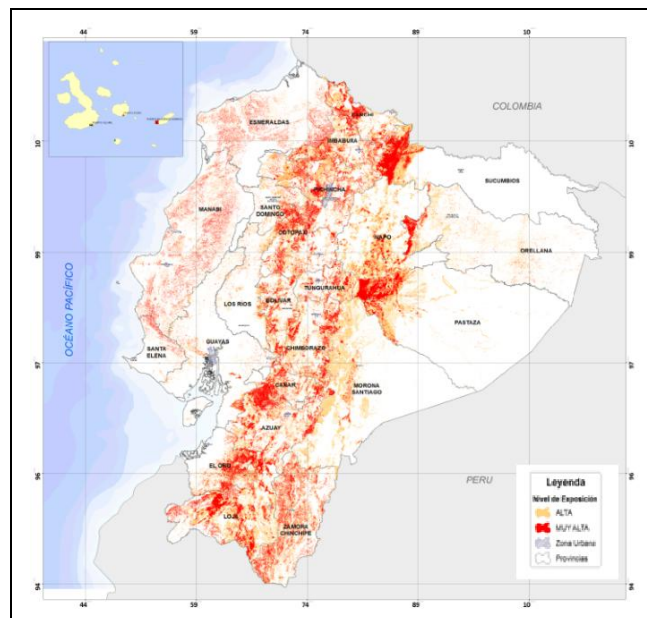 44 59 74 89 10
COLOMBIA
ESMERALDAS
10 10
IMBABURA
SUCUMBIOS
PICHINCHA
SANTO
DOMINGO
MANABI
NAPO
COTOPAXI
ORELLANA
99 99
OCÉANO PACÍFICO
LOS RIOS
BOLIVAR
TUNGURAHUA
PASTAZA
SANTA
ELENA
GUAYAS
CHIMBORAZO
97 97
CAÑAR
MORONA
SANTIAGO
AZUAY
EL ORO
96 96
PERU
Leyenda
Nivel de Exposición
ALTA
MUY ALTA
Zona Urbana
Provincias
LOJA
ZAMORA
CHINCHIPE
94 94
44 59 74 89 10